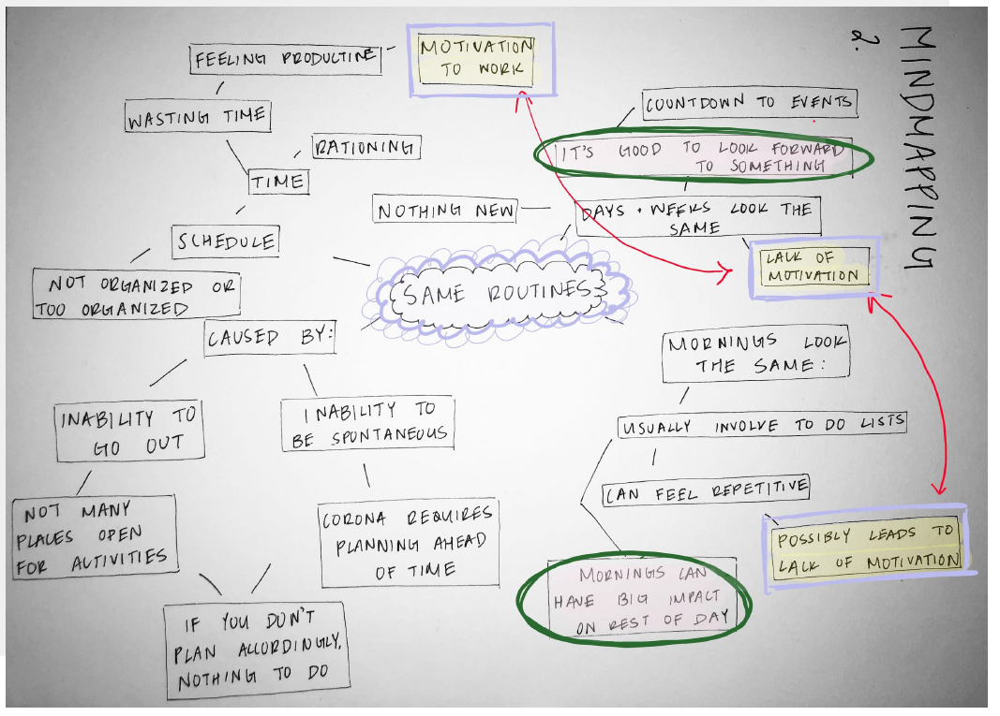 MINDMAPPING
2.
MOTIVATION
TO WORK
FEELING PRODUCTIVE
WASTING TIME
RATIONING
TIME
SCHEDULE
NOT ORGANIZED OR
TOO ORGANIZED
COUNTDOWN TO EVENTS
IT'S GOOD TO LOOK FORWARD
TO SOMETHING
NOTHING NEW
DAYS + WEEKS LOOK THE
SAME
LACK OF
MOTIVATION
SAME ROUTINES
CAUSED BY:
INABILITY TO
GO OUT
INABILITY TO
BE SPONTANEOUS
NOT MANY
PLACES OPEN
FOR ACTIVITIES
CORONA REQUIRES
PLANNING AHEAD
OF TIME
IF YOU DON'T
PLAN ACCORDINGLY,
NOTHING TO DO
MORNINGS LOOK
THE SAME:
USUALLY INVOLVE TO DO LISTS
CAN FEEL REPETITIVE
POSSIBLY LEADS TO
LACK OF MOTIVATION
MORNINGS CAN
HAVE BIG IMPACT
ON REST OF DAY